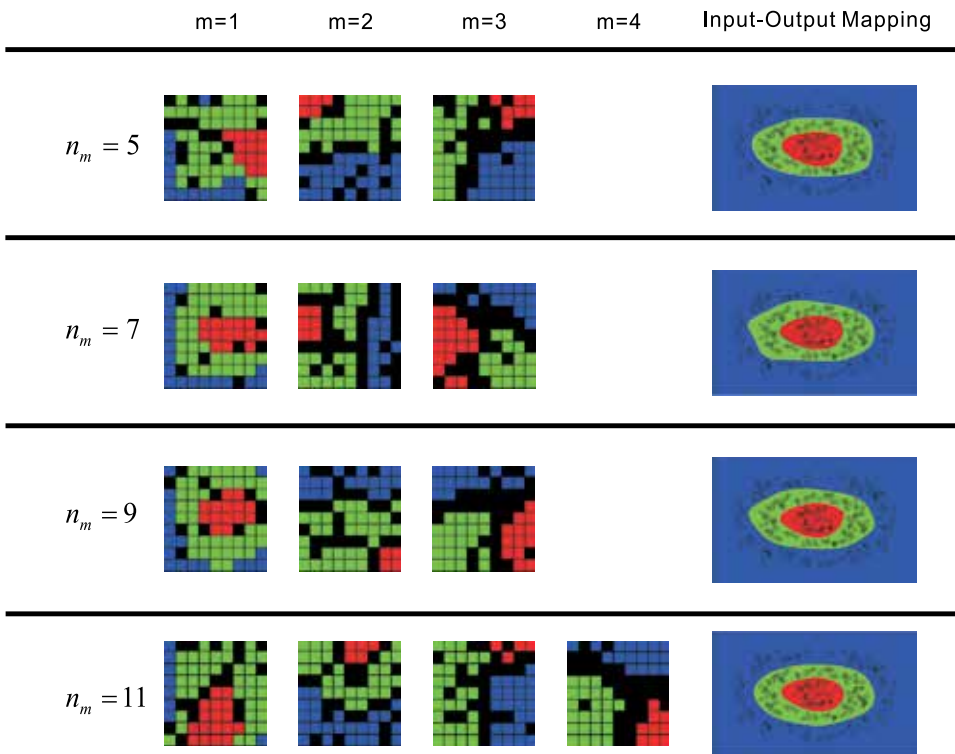 m=1 m=2 m=3 m=4 Input-Output Mapping
n_m = 5
n_m = 7
n_m = 9
n_m = 11